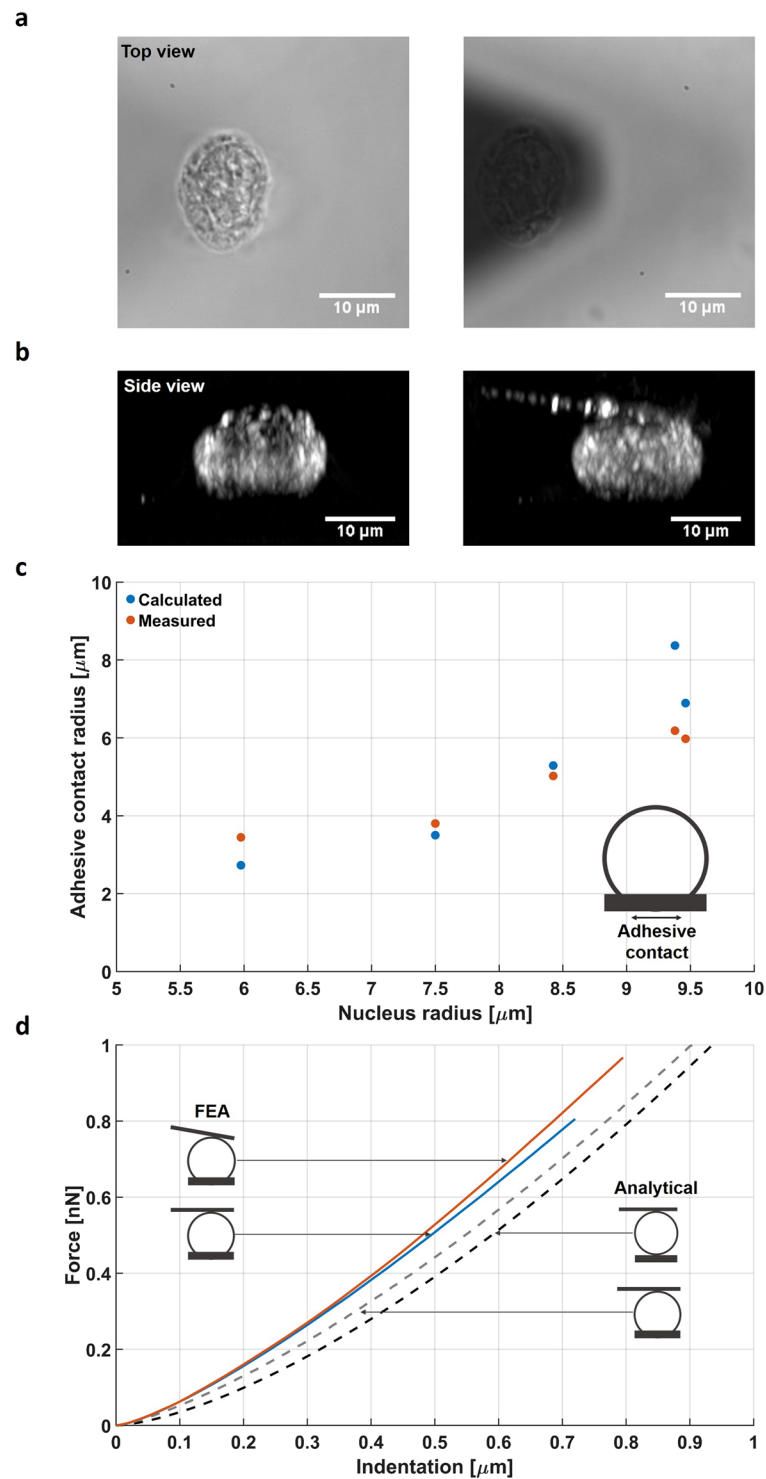 a
Top view
10 µm
10 µm
b
Side view
10 µm
10 µm
c
10
8
6
4
2
0
Adhesive contact radius [µm]
Calculated
Measured
Adhesive
contact
5 5.5 6 6.5 7 7.5 8 8.5 9 9.5 10
Nucleus radius [µm]
d
1
0.8
0.6
0.4
0.2
0
Force [nN]
FEA
Analytical
0 0.1 0.2 0.3 0.4 0.5 0.6 0.7 0.8 0.9 1
Indentation [µm]